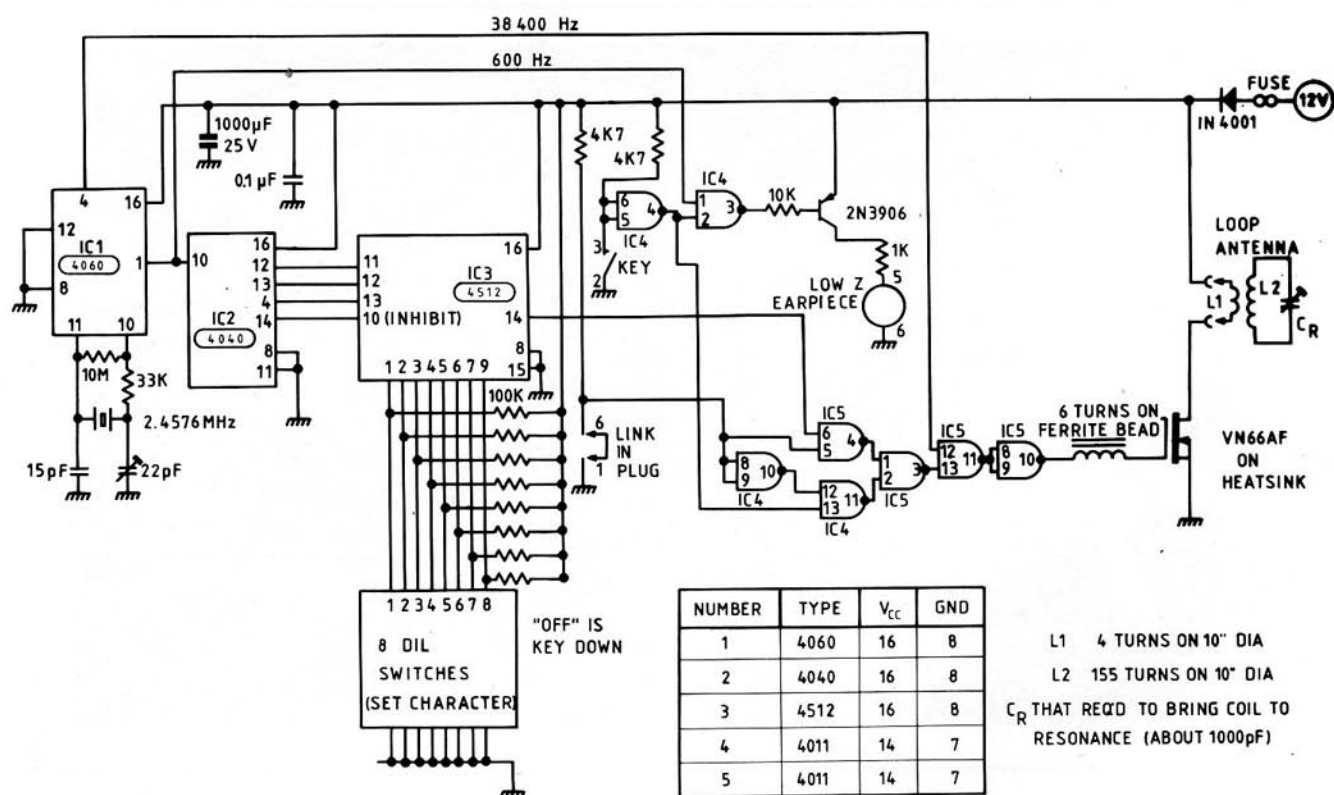 38 400 Hz
600 Hz
FUSE
12V
IN 4001
1000µF
25 V
0.1 µF
4K7
4K7
4
16
12
IC1
4060
1
8
11
10
10M
33K
2.4576MHz
15pF
22pF
10
16
12
13
4
14
IC2
4040
8
11
11
12
13
10 (INHIBIT)
16
IC3
4512
14
8
15
1 2 3 4 5 6 7 8 9
100K
6
5
4
IC4
3
KEY
2
IC4
1
2
3
10K
2N3906
1K
5
LOW Z
EARPIECE
6
LOOP
ANTENNA
L1
L2
CR
6
LINK
IN
PLUG
1
8
9
10
IC4
IC5
6
5
4
12
13
11
IC4
1
2
3
IC5
IC5
12
13
11
IC5
8
9
10
6 TURNS ON
FERRITE BEAD
VN66AF
ON
HEATSINK
1 2 3 4 5 6 7 8
8 DIL
SWITCHES
(SET CHARACTER)
"OFF" IS
KEY DOWN
NUMBER TYPE VCC GND
1 4060 16 8
2 4040 16 8
3 4512 16 8
4 4011 14 7
5 4011 14 7
L1 4 TURNS ON 10" DIA
L2 155 TURNS ON 10" DIA
CR THAT REQ'D TO BRING COIL TO
RESONANCE (ABOUT 1000pF)